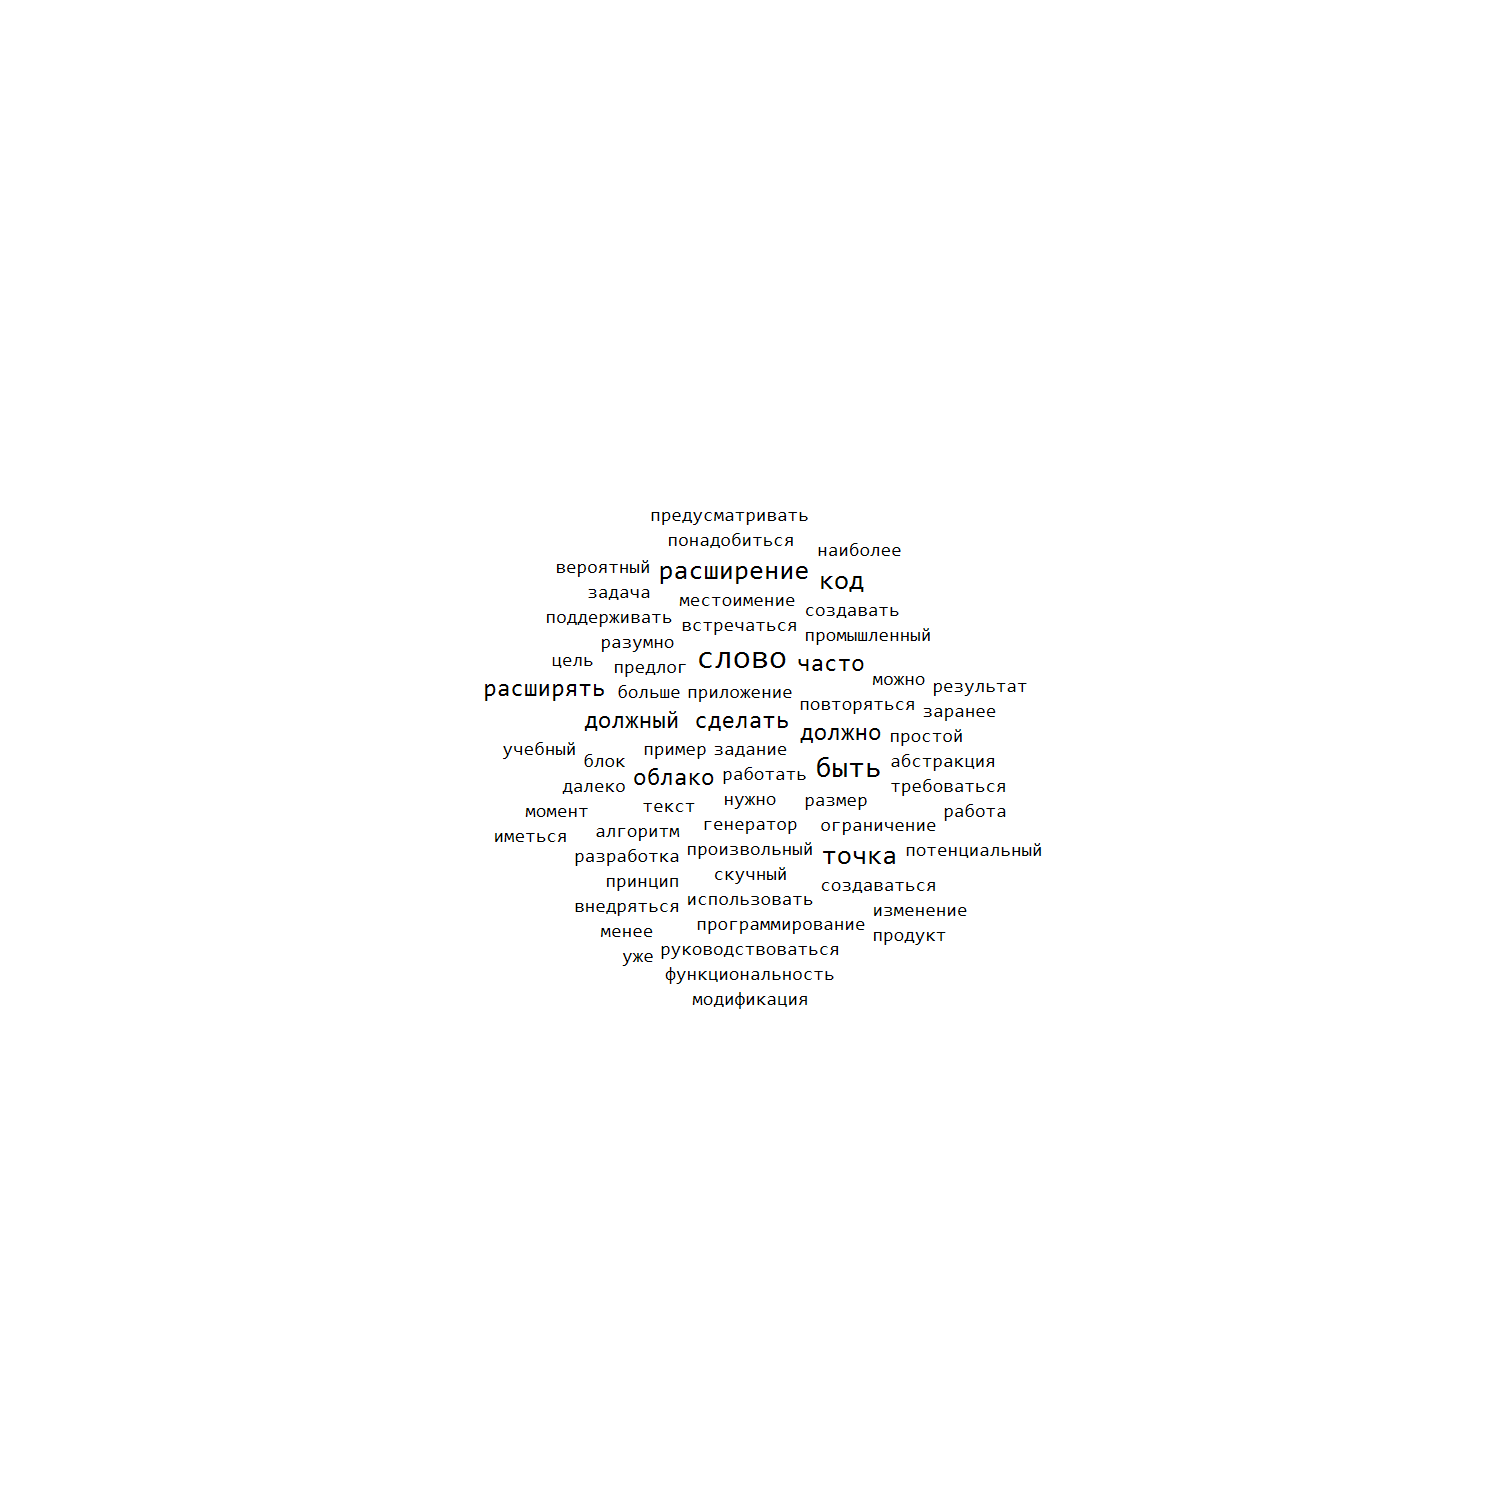 предусматривать
понадобиться
наиболее
вероятный расширение код
задача местоимение создавать
поддерживать встречаться промышленный
разумно
цель предлог слово часто
можно результат
расширять больше приложение
повторяться заранее
должный сделать должно простой
учебный пример задание
блок быть абстракция
далеко облако работать требоваться
момент текст нужно размер работа
иметься алгоритм генератор ограничение
разработка произвольный точка потенциальный
принцип скучный создаваться
внедряться использовать изменение
менее программирование продукт
уже руководствоваться
функциональность
модификация